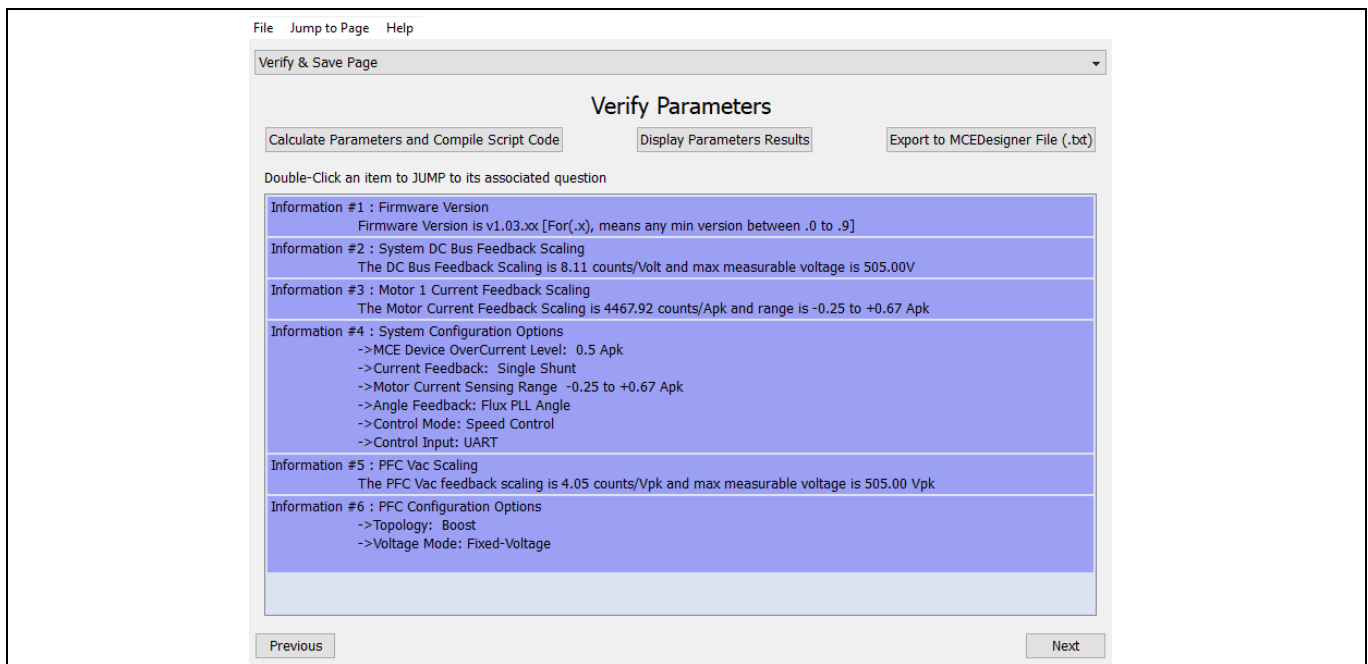 File Jump to Page Help
Verify & Save Page
Verify Parameters
Calculate Parameters and Compile Script Code Display Parameters Results Export to MCEDesigner File (.txt)
Double-Click an item to JUMP to its associated question
Information #1 : Firmware Version
Firmware Version is v1.03.xx [For(.x), means any min version between .0 to .9]
Information #2 : System DC Bus Feedback Scaling
The DC Bus Feedback Scaling is 8.11 counts/Volt and max measurable voltage is 505.00V
Information #3 : Motor 1 Current Feedback Scaling
The Motor Current Feedback Scaling is 4467.92 counts/Apk and range is -0.25 to +0.67 Apk
Information #4 : System Configuration Options
->MCE Device OverCurrent Level: 0.5 Apk
->Current Feedback: Single Shunt
->Motor Current Sensing Range -0.25 to +0.67 Apk
->Angle Feedback: Flux PLL Angle
->Control Mode: Speed Control
->Control Input: UART
Information #5 : PFC Vac Scaling
The PFC Vac feedback scaling is 4.05 counts/Vpk and max measurable voltage is 505.00 Vpk
Information #6 : PFC Configuration Options
->Topology: Boost
->Voltage Mode: Fixed-Voltage
Previous Next